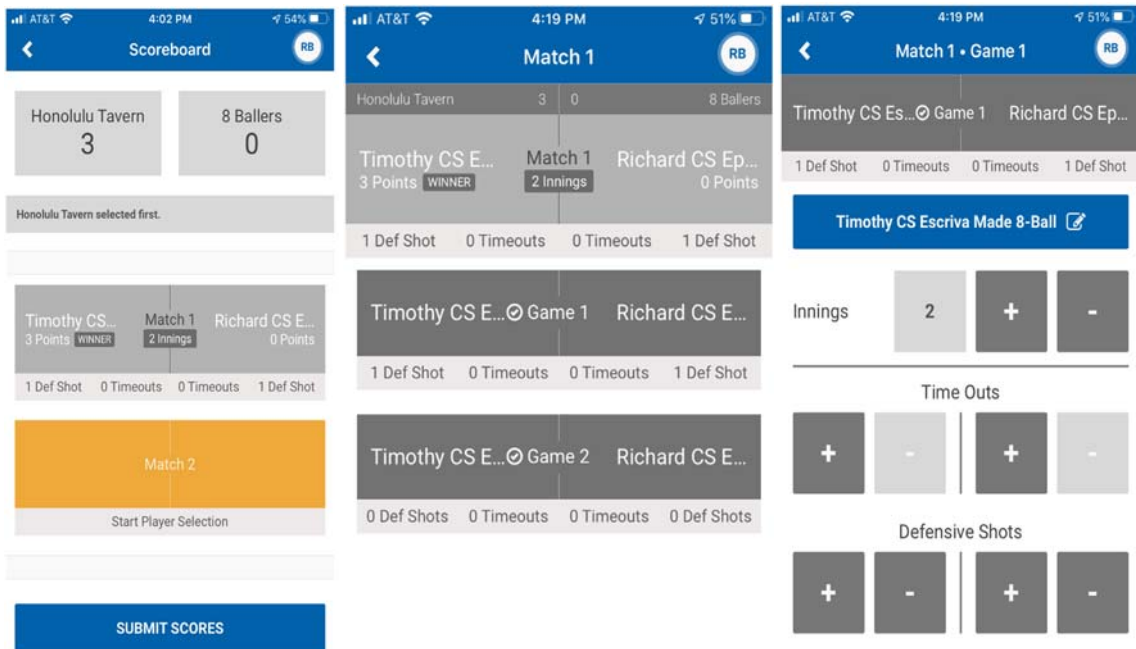 AT&T 4:02 PM 54%
Scoreboard RB
Honolulu Tavern 8 Ballers
3 0
Honolulu Tavern selected first.
Timothy CS... Match 1 Richard CS E...
3 Points WINNER 2 Innings 0 Points
1 Def Shot 0 Timeouts 0 Timeouts 1 Def Shot
Match 2
Start Player Selection
SUBMIT SCORES
AT&T 4:19 PM 51%
Match 1 RB
Honolulu Tavern 3 0 8 Ballers
Timothy CS E... Match 1 Richard CS Ep...
3 Points WINNER 2 Innings 0 Points
1 Def Shot 0 Timeouts 0 Timeouts 1 Def Shot
Timothy CS E... Game 1 Richard CS E...
1 Def Shot 0 Timeouts 0 Timeouts 1 Def Shot
Timothy CS E... Game 2 Richard CS E...
0 Def Shots 0 Timeouts 0 Timeouts 0 Def Shots
AT&T 4:19 PM 51%
Match 1 • Game 1 RB
Timothy CS Es... Game 1 Richard CS Ep...
1 Def Shot 0 Timeouts 0 Timeouts 1 Def Shot
Timothy CS Escriva Made 8-Ball
Innings 2 + -
Time Outs
+ - + -
Defensive Shots
+ - + -